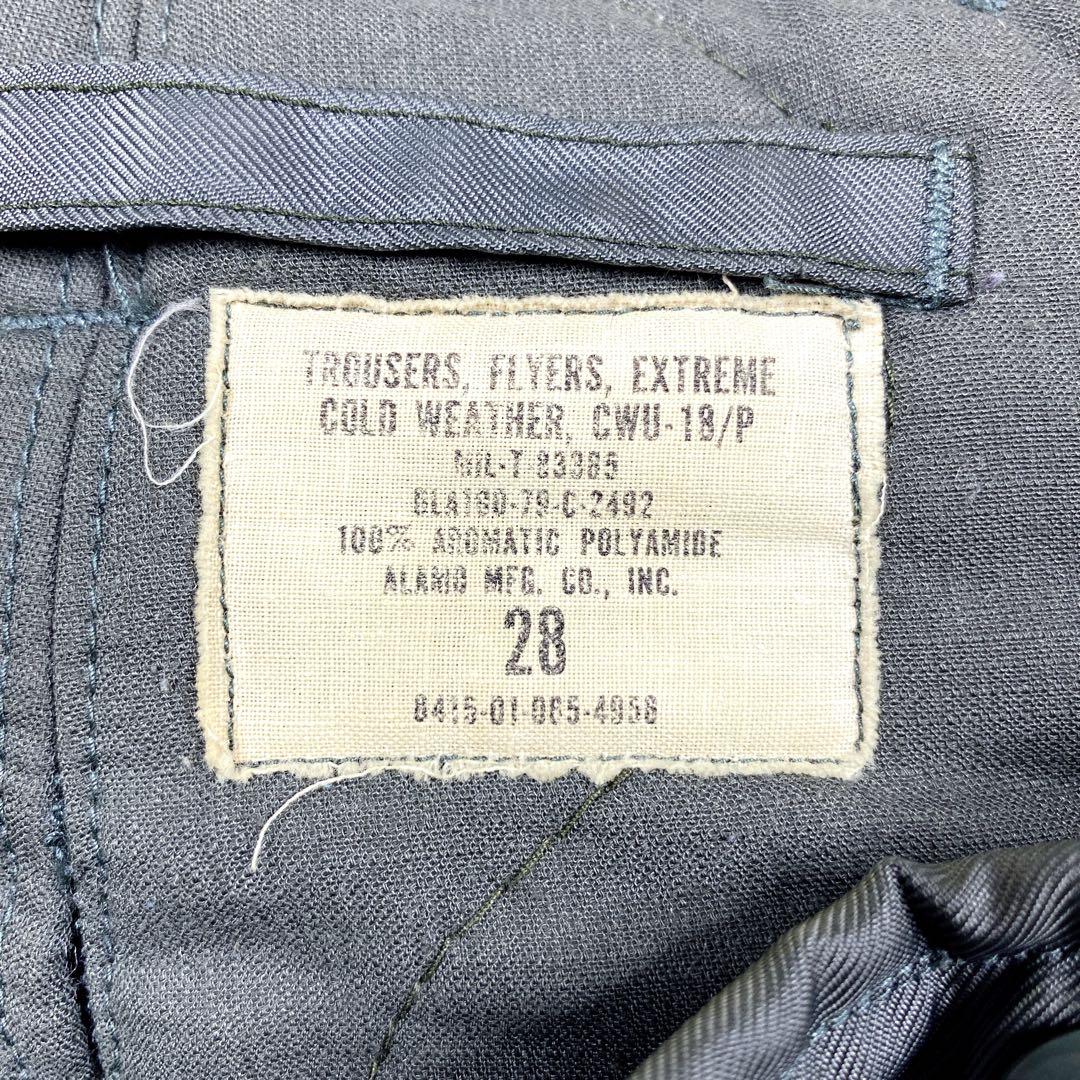 TROUSERS, FLYERS, EXTREME
COLD WEATHER, CWU-18/P
MIL-T-83385
DLA100-79-C-2492
100% AROMATIC POLYAMIDE
ALAMO MFG. CO., INC.
28
8415-01-065-4958